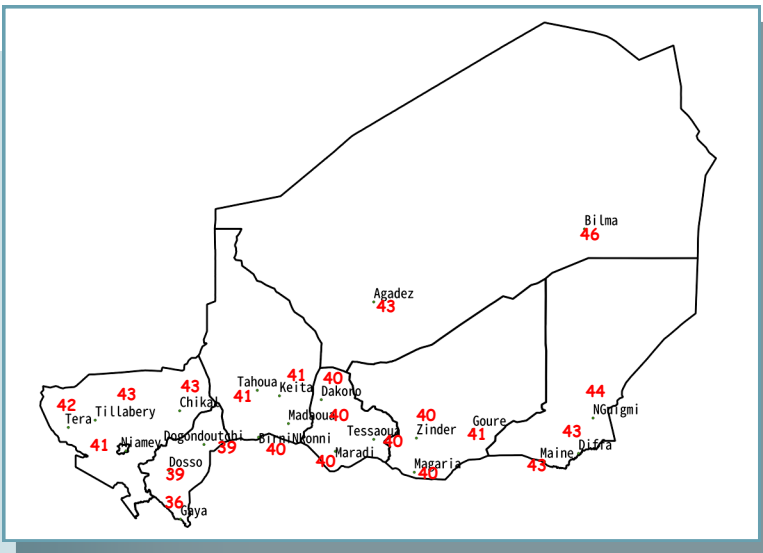 Bilma
46
Agadez
43
41
40
Tahoua
Keita
43
43
41
Dakoro
44
42
Chikal
Tillabery
Tera
40
40
NGuigmi
Madaoua
Goure
Tessaoua
Zinder
43
41
Dogondoutchi
BirniNkonni
40
41
Niamey
39
40
Diffa
Maroadi
40
Maine
Dosso
39
Magaria
43
40
36
Gaya